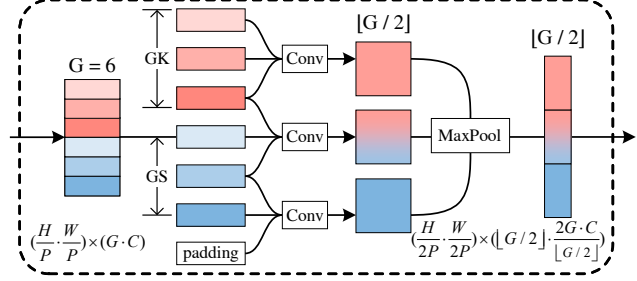 G = 6
GK
GS
padding
Conv
Conv
Conv
⌊G / 2⌋
MaxPool
⌊G / 2⌋
(H/P · W/P) × (G · C)
(H/2P · W/2P) × (⌊G / 2⌋ · 2G · C/⌊G / 2⌋)